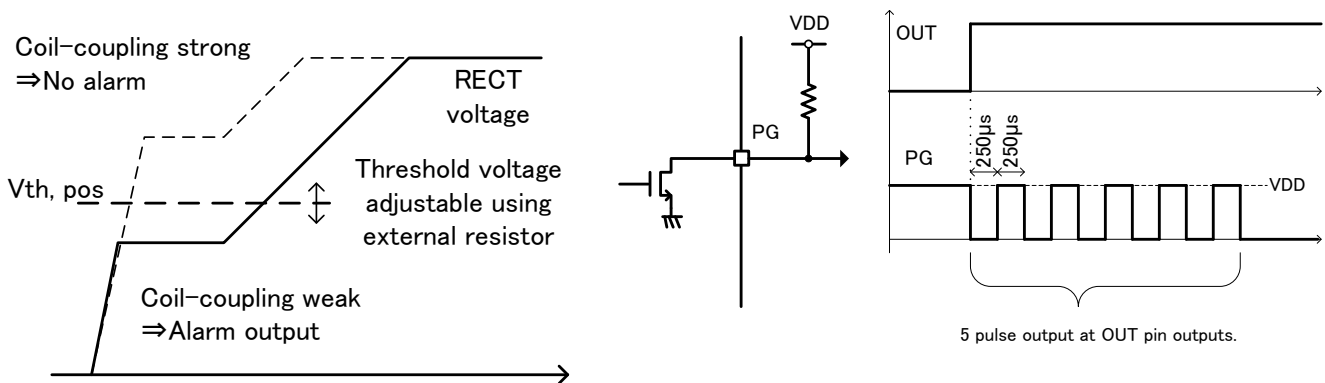 Coil-coupling strong
⇒No alarm
RECT
voltage
Vth, pos
Threshold voltage
adjustable using
external resistor
Coil-coupling weak
⇒Alarm output
VDD
PG
OUT
250μs
250μs
PG
VDD
5 pulse output at OUT pin outputs.